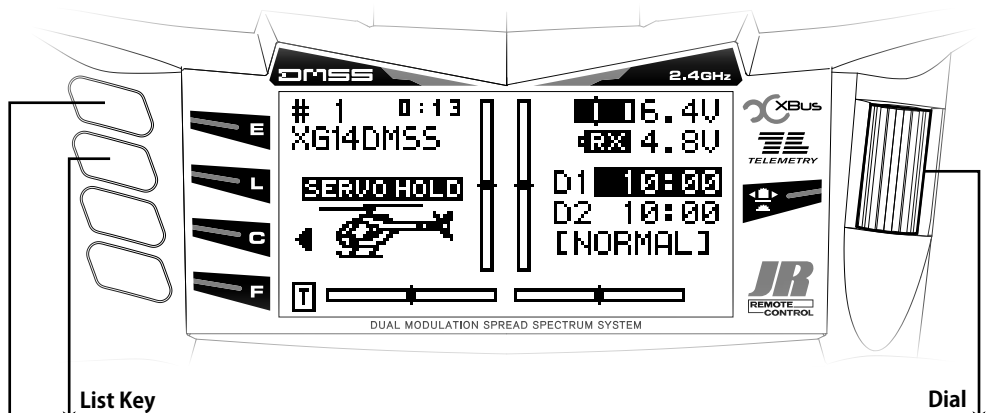 DMSS
2.4GHz
# 1 0:13
XG14DMSS
SERVO HOLD
T
6.4V
RX 4.8V
D1 10:00
D2 10:00
[NORMAL]
E
L
C
F
XBus
TELEMETRY
JR
REMOTE
CONTROL
DUAL MODULATION SPREAD SPECTRUM SYSTEM
List Key
Dial